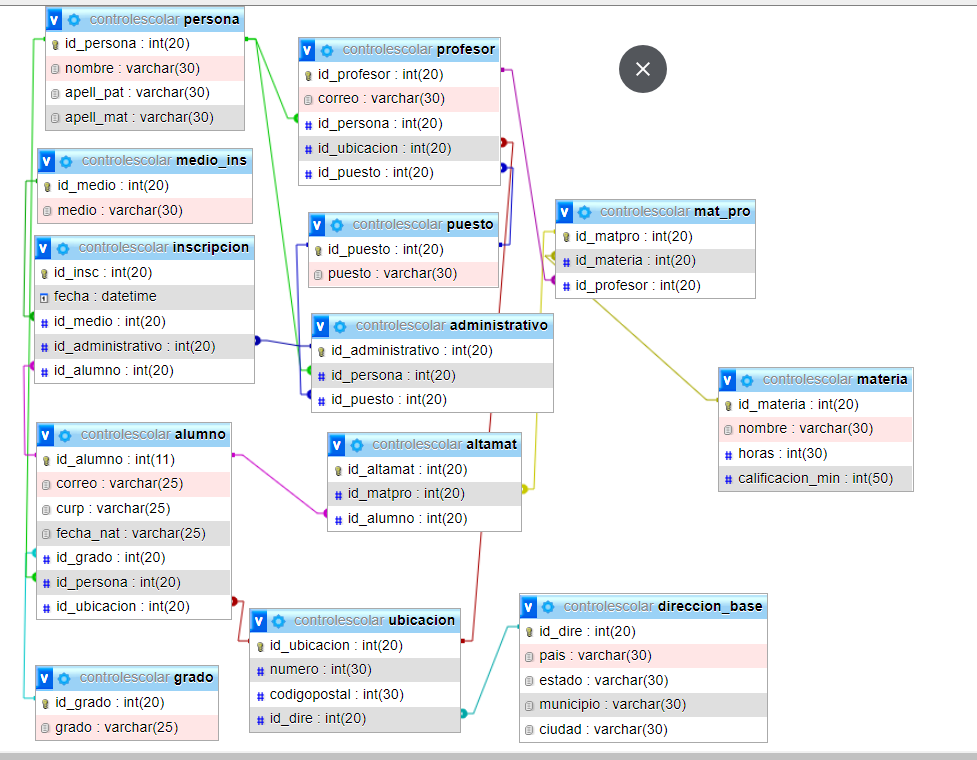 controlescolar persona
id_persona : int(20)
nombre : varchar(30)
apell_pat : varchar(30)
apell_mat : varchar(30)
controlescolar profesor
id_profesor : int(20)
correo : varchar(30)
id_persona : int(20)
id_ubicacion : int(20)
id_puesto : int(20)
controlescolar medio_ins
id_medio : int(20)
medio : varchar(30)
controlescolar puesto
id_puesto : int(20)
puesto : varchar(30)
controlescolar mat_pro
id_matpro : int(20)
id_materia : int(20)
id_profesor : int(20)
controlescolar inscripcion
id_insc : int(20)
fecha : datetime
id_medio : int(20)
id_administrativo : int(20)
id_alumno : int(20)
controlescolar administrativo
id_administrativo : int(20)
id_persona : int(20)
id_puesto : int(20)
controlescolar materia
id_materia : int(20)
nombre : varchar(30)
horas : int(30)
calificacion_min : int(50)
controlescolar alumno
id_alumno : int(11)
correo : varchar(25)
curp : varchar(25)
fecha_nat : varchar(25)
id_grado : int(20)
id_persona : int(20)
id_ubicacion : int(20)
controlescolar altamat
id_altamat : int(20)
id_matpro : int(20)
id_alumno : int(20)
controlescolar ubicacion
id_ubicacion : int(20)
numero : int(30)
codigopostal : int(30)
id_dire : int(20)
controlescolar direccion_base
id_dire : int(20)
pais : varchar(30)
estado : varchar(30)
municipio : varchar(30)
ciudad : varchar(30)
controlescolar grado
id_grado : int(20)
grado : varchar(25)